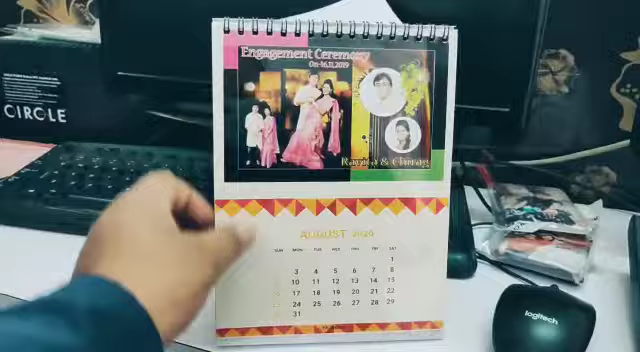 Engagement Ceremony
On-16.11.2019
CIRCLE
Ragita & Chirag
AUGUST 2020
SUN MON TUE WED THU FRI SAT
1
3 4 5 6 7 8
10 11 12 13 14 15
17 18 19 20 21 22
24 25 26 27 28 29
31
logitech